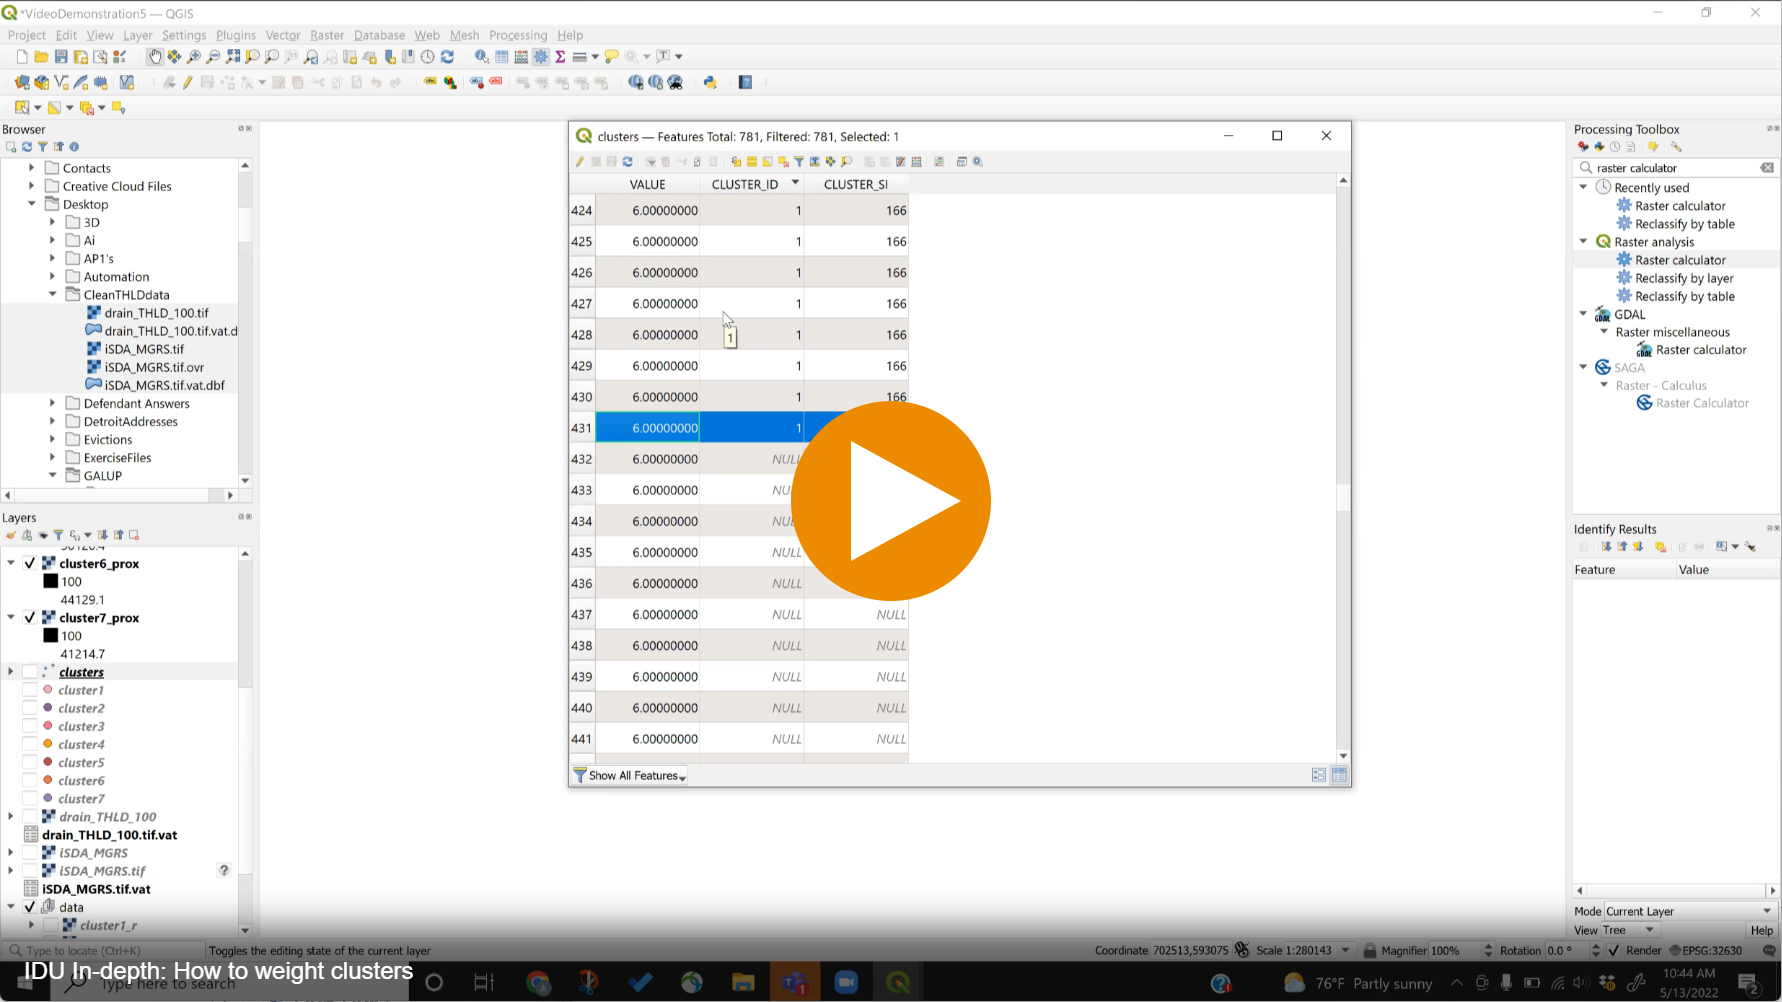 *VideoDemonstration5 — QGIS
Project Edit View Layer Settings Plugins Vector Raster Database Web Mesh Processing Help
Browser
Contacts
Creative Cloud Files
Desktop
3D
Ai
AP1's
Automation
CleanTHLDdata
drain_THLD_100.tif
drain_THLD_100.tif.vat.d
iSDA_MGRS.tif
iSDA_MGRS.tif.ovr
iSDA_MGRS.tif.vat.dbf
Defendant Answers
DetroitAddresses
Evictions
ExerciseFiles
GALUP
Layers
cluster6_prox
100
44129.1
cluster7_prox
100
41214.7
clusters
cluster1
cluster2
cluster3
cluster4
cluster5
cluster6
cluster7
drain_THLD_100
drain_THLD_100.tif.vat
iSDA_MGRS
iSDA_MGRS.tif ?
iSDA_MGRS.tif.vat
data
cluster1_r
clusters — Features Total: 781, Filtered: 781, Selected: 1
VALUE CLUSTER_ID CLUSTER_SI
424 6.00000000 1 166
425 6.00000000 1 166
426 6.00000000 1 166
427 6.00000000 1 166
1
428 6.00000000 1 166
429 6.00000000 1 166
430 6.00000000 1 166
431 6.00000000 1
432 6.00000000 NULL
433 6.00000000 NU
434 6.00000000 NU
435 6.00000000 NULL
436 6.00000000 NULL NULL
437 6.00000000 NULL NULL
438 6.00000000 NULL NULL
439 6.00000000 NULL NULL
440 6.00000000 NULL NULL
441 6.00000000 NULL NULL
Show All Features
Processing Toolbox
raster calculator
Recently used
Raster calculator
Reclassify by table
Raster analysis
Raster calculator
Reclassify by layer
Reclassify by table
GDAL
Raster miscellaneous
Raster calculator
SAGA
Raster - Calculus
Raster Calculator
Identify Results
Feature Value
Mode Current Layer
View Tree Help
Type to locate (Ctrl+K) Toggles the editing state of the current layer Coordinate 702513,593075 Scale 1:280143 Magnifier 100% Rotation 0.0 ° Render EPSG:32630
IDU In-depth: How to weight clusters
Type here to search
76°F Partly sunny
10:44 AM
5/13/2022
2